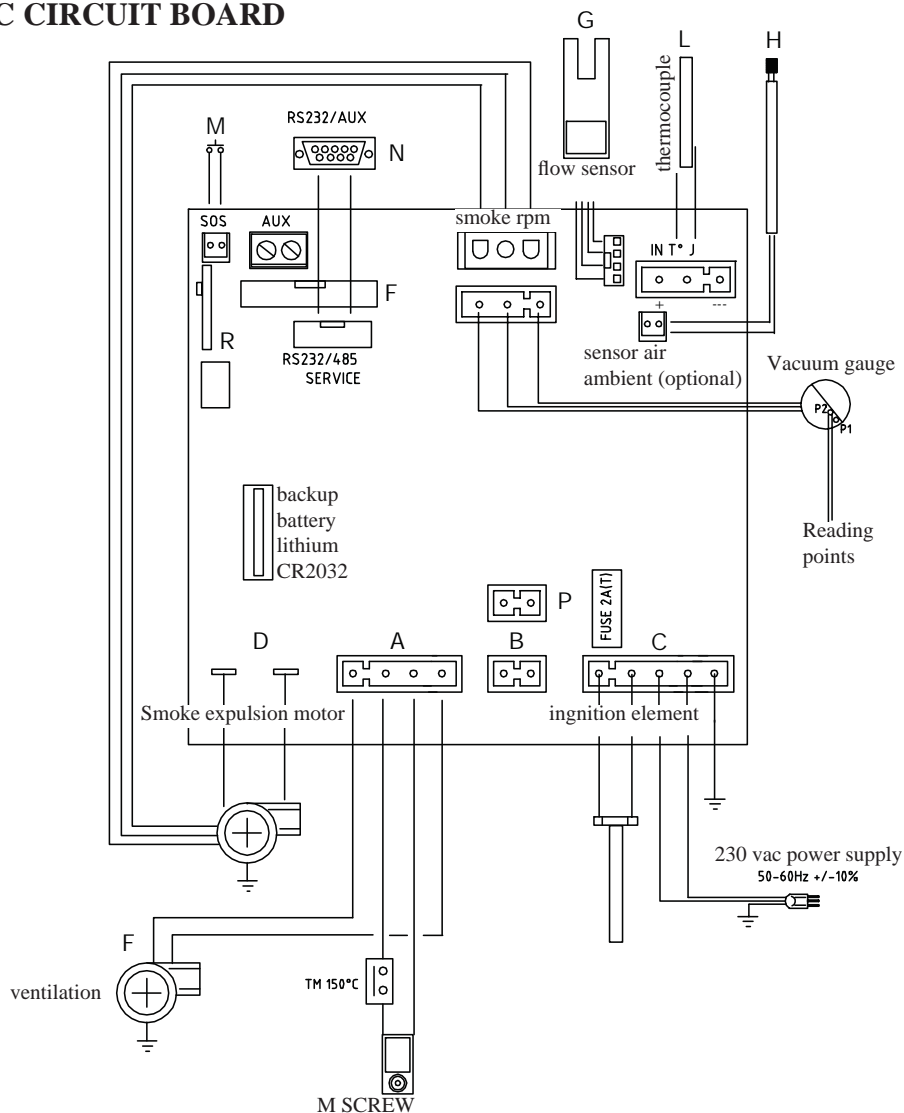 C CIRCUIT BOARD
G
L
H
thermocouple
RS232/AUX
M
N
flow sensor
SOS
AUX
smoke rpm
IN T° J
F
+
---
R
RS232/485
SERVICE
sensor air
ambient (optional)
Vacuum gauge
P2
P1
backup
battery
lithium
CR2032
Reading
points
P
FUSE 2A(T)
D
A
B
C
Smoke expulsion motor
ingnition element
230 vac power supply
50-60Hz +/-10%
F
ventilation
TM 150°C
M SCREW